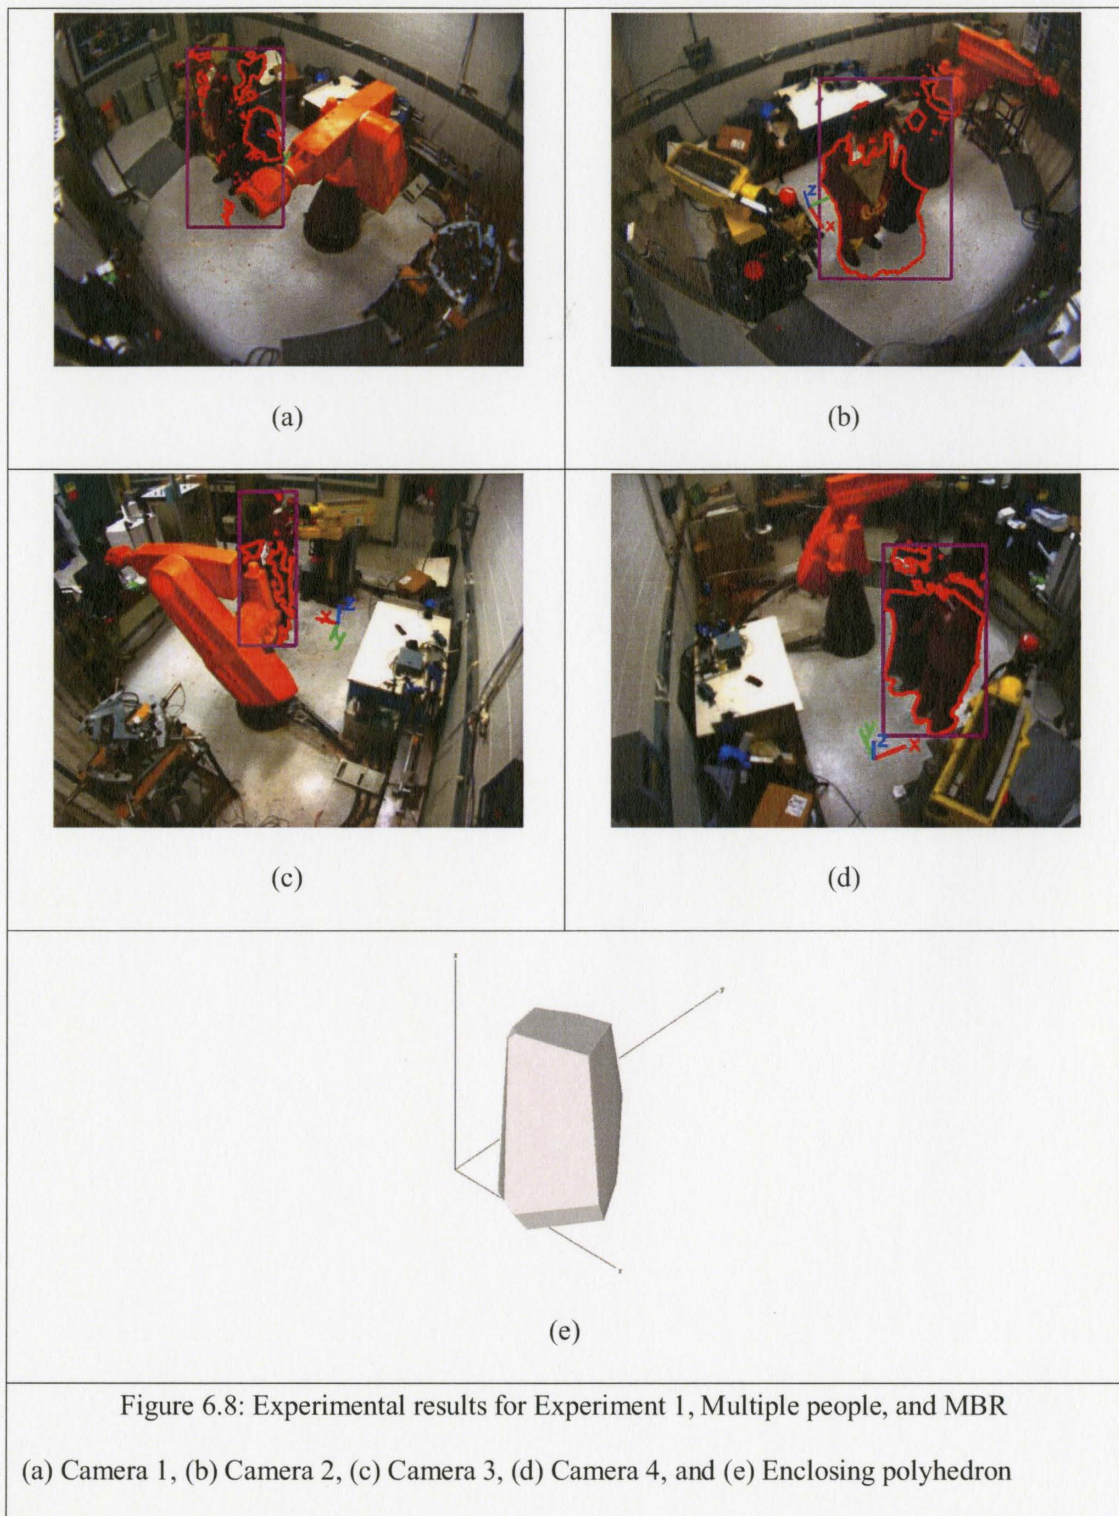 z
x
(a)
(b)
x
z
y
y
z
x
(c)
(d)
y
(e)
Figure 6.8: Experimental results for Experiment 1, Multiple people, and MBR
(a) Camera 1, (b) Camera 2, (c) Camera 3, (d) Camera 4, and (e) Enclosing polyhedron